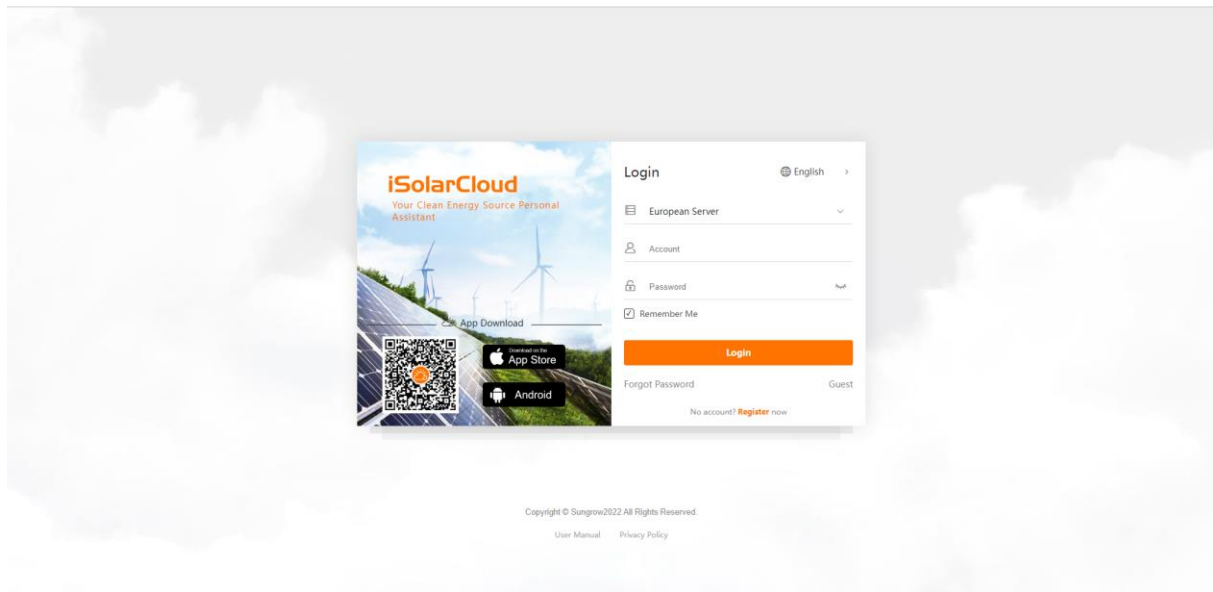 iSolarCloud
Your Clean Energy Source Personal
Assistant
App Download
Download on the
App Store
Android
Login
English
European Server
Account
Password
Remember Me
Login
Forgot Password
Guest
No account? Register now
Copyright © Sungrow2022 All Rights Reserved.
User Manual
Privacy Policy